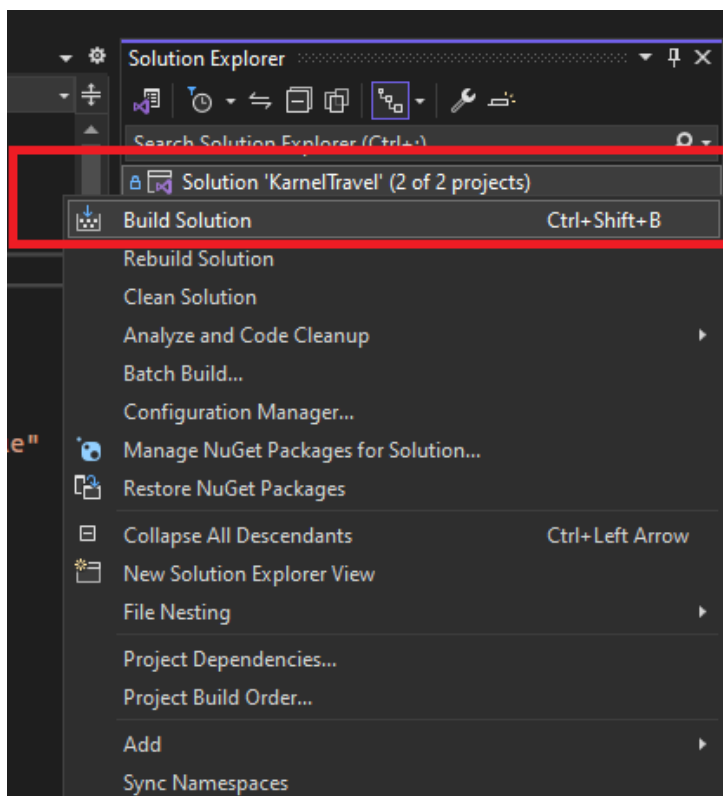 Solution Explorer
Search Solution Explorer (Ctrl+;)
Solution 'KarnelTravel' (2 of 2 projects)
Build Solution Ctrl+Shift+B
Rebuild Solution
Clean Solution
Analyze and Code Cleanup
Batch Build...
Configuration Manager...
e"
Manage NuGet Packages for Solution...
Restore NuGet Packages
Collapse All Descendants Ctrl+Left Arrow
New Solution Explorer View
File Nesting
Project Dependencies...
Project Build Order...
Add
Sync Namespaces